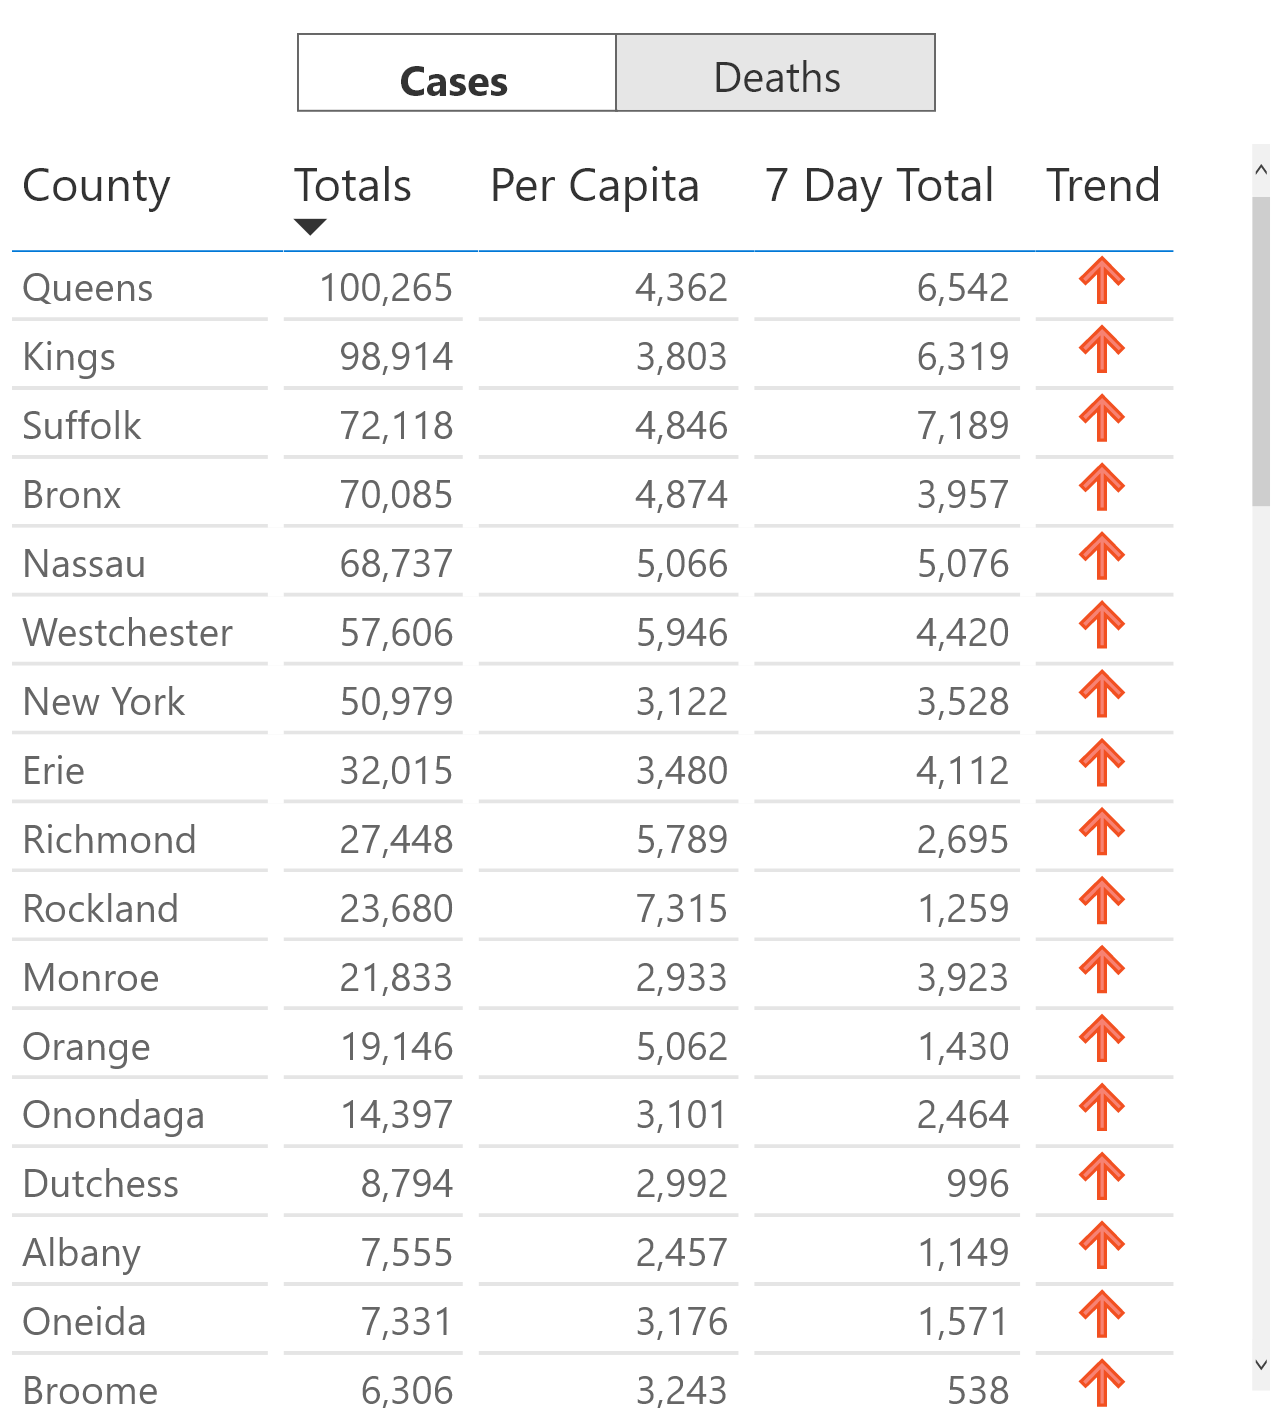 Cases Deaths
County Totals Per Capita 7 Day Total Trend
Queens 100,265 4,362 6,542
Kings 98,914 3,803 6,319
Suffolk 72,118 4,846 7,189
Bronx 70,085 4,874 3,957
Nassau 68,737 5,066 5,076
Westchester 57,606 5,946 4,420
New York 50,979 3,122 3,528
Erie 32,015 3,480 4,112
Richmond 27,448 5,789 2,695
Rockland 23,680 7,315 1,259
Monroe 21,833 2,933 3,923
Orange 19,146 5,062 1,430
Onondaga 14,397 3,101 2,464
Dutchess 8,794 2,992 996
Albany 7,555 2,457 1,149
Oneida 7,331 3,176 1,571
Broome 6,306 3,243 538